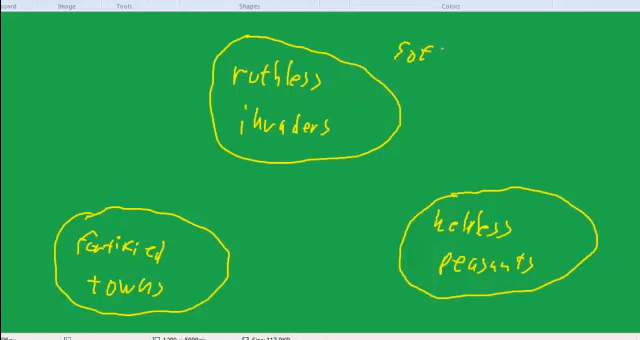 Image
Tools
Shapes
Colors
ruthless
invaders
fortified
towns
helpless
peasants